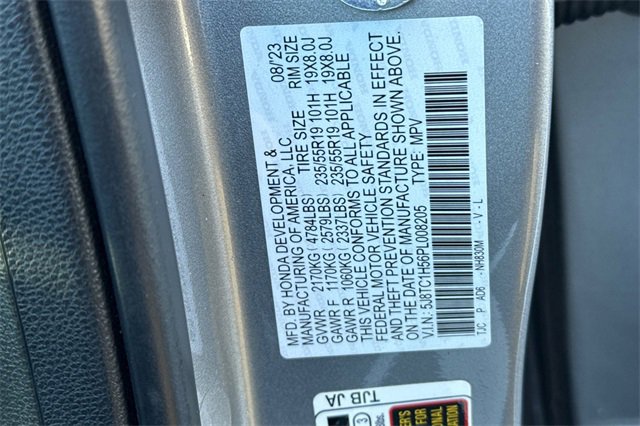 MFD. BY HONDA DEVELOPMENT & 08/'23
MANUFACTURING OF AMERICA, LLC TIRE SIZE RIM SIZE
GVWR 2170KG (4784LBS)
GAWR F 1170KG (2579LBS) 235/55R19 101H 19X8.0J
GAWR R 1060KG (2337LBS) 235/55R19 101H 19X8.0J
THIS VEHICLE CONFORMS TO ALL APPLICABLE
FEDERAL MOTOR VEHICLE SAFETY
AND THEFT PREVENTION STANDARDS IN EFFECT
ON THE DATE OF MANUFACTURE SHOWN ABOVE.
V.I.N: 5J8TC1H56PL008205 TYPE: MPV
TJC P AD6 - NH830M - V - L
TJB JA